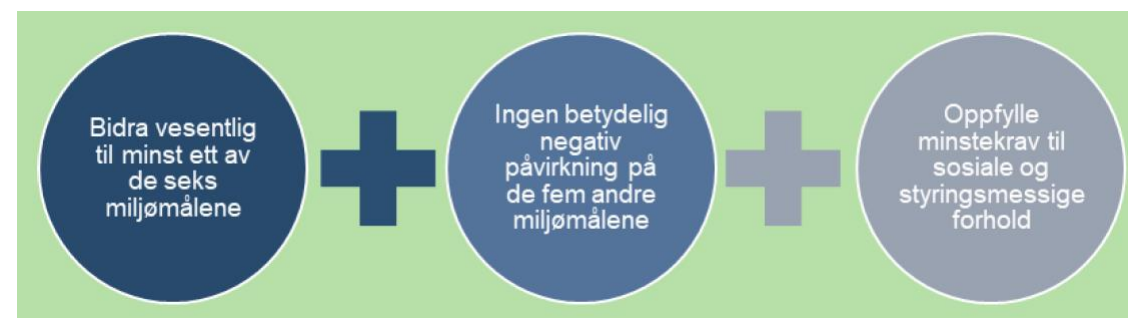 Bidra vesentlig
til minst ett av
de seks
miljømålene
Ingen betydelig
negativ
påvirkning på
de fem andre
miljømålene
Oppfylle
minstekrav til
sosiale og
styringsmessige
forhold